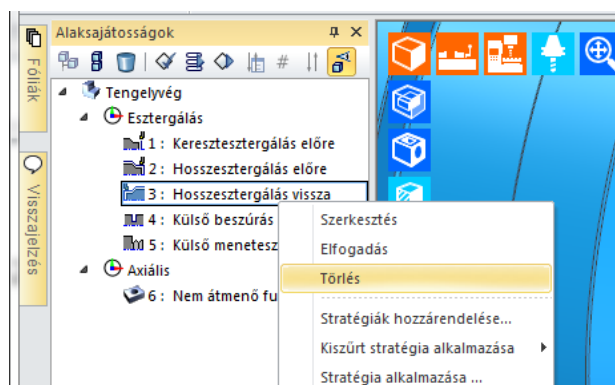 Alaksajátosságok
Fóliák
Visszajelzés
#
Tengelyvég
Esztergálás
1 : Keresztesztergálás előre
2 : Hosszesztergálás előre
3 : Hosszesztergálás vissza
4 : Külső beszúrás
5 : Külső menetesz
Axiális
6 : Nem átmenő fu
Szerkesztés
Elfogadás
Törlés
Stratégiák hozzárendelése...
Kiszűrt stratégia alkalmazása
Stratégia alkalmazása ...